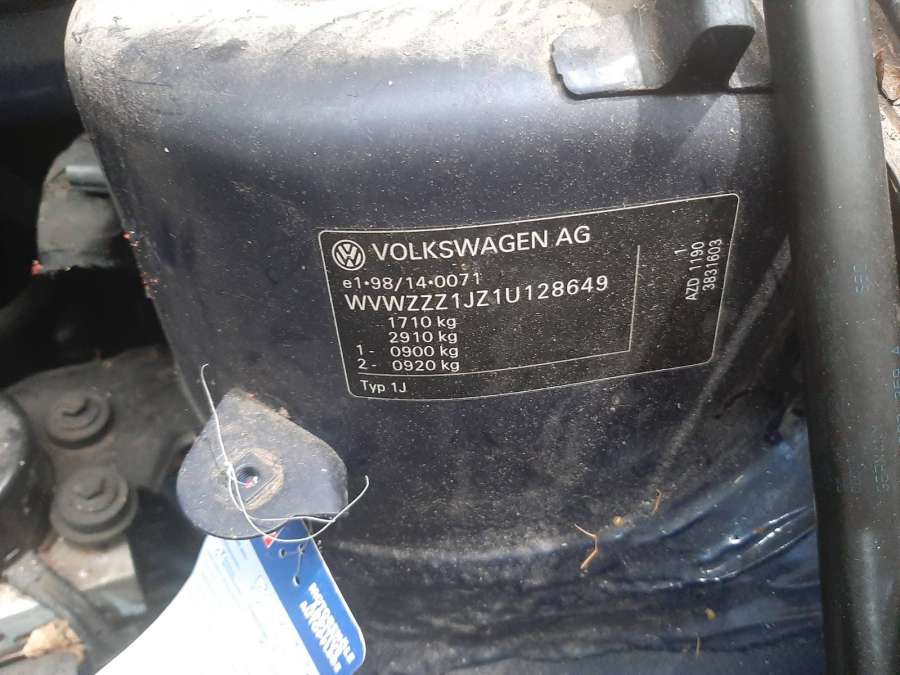 VOLKSWAGEN AG
e1*98/14*0071
WVWZZZ1JZ1U128649
1710 kg
2910 kg
1- 0900 kg
2- 0920 kg
Typ 1J
1
AZD 1190
3831603